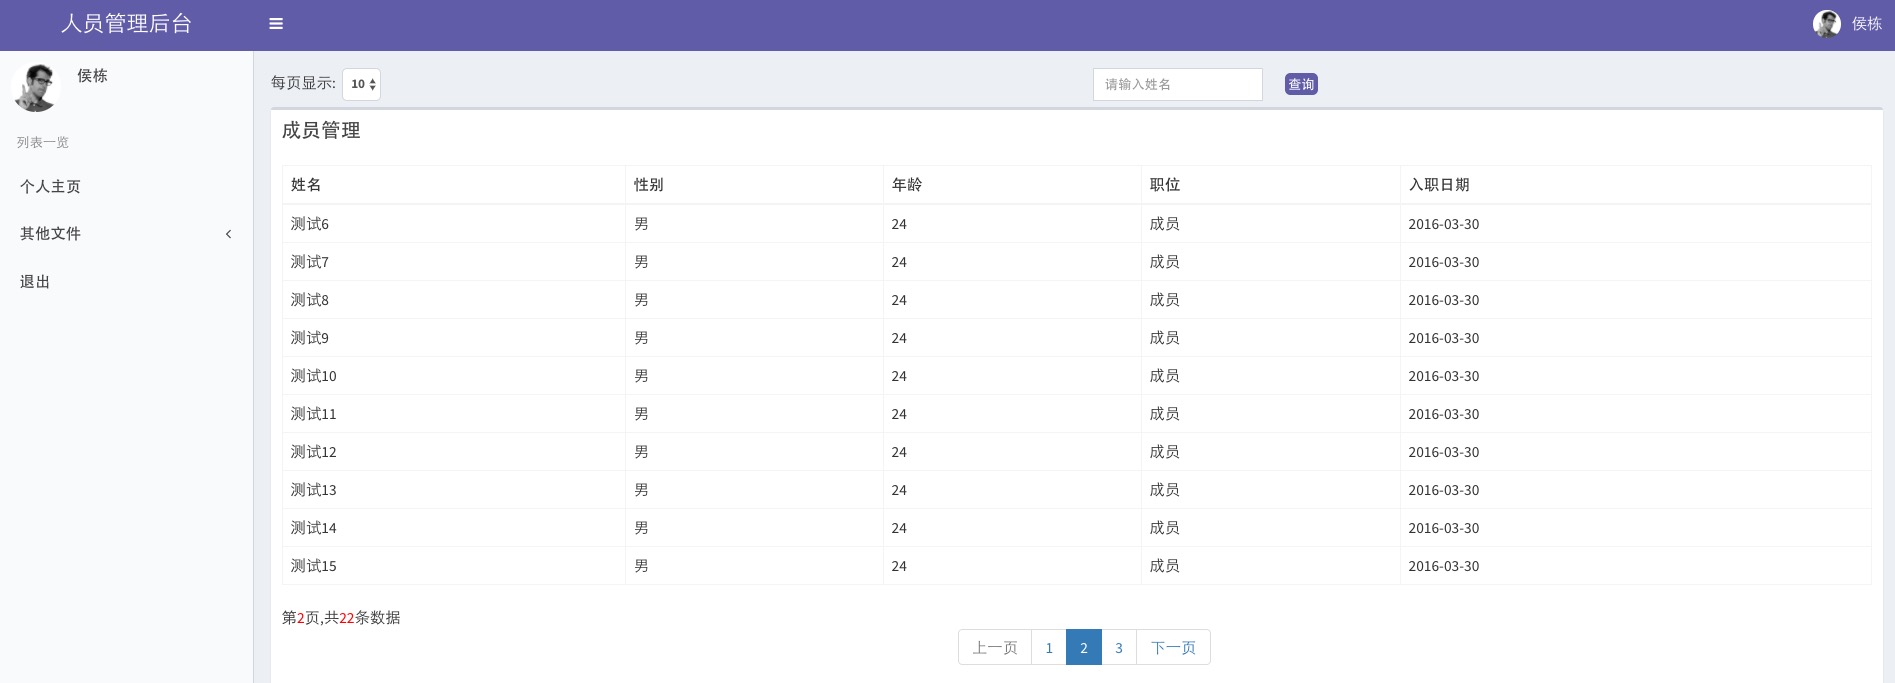 人员管理后台
侯栋
侯栋
列表一览
个人主页
其他文件
退出
每页显示: 10
请输入姓名
查询
成员管理
姓名 性别 年龄 职位 入职日期
测试6 男 24 成员 2016-03-30
测试7 男 24 成员 2016-03-30
测试8 男 24 成员 2016-03-30
测试9 男 24 成员 2016-03-30
测试10 男 24 成员 2016-03-30
测试11 男 24 成员 2016-03-30
测试12 男 24 成员 2016-03-30
测试13 男 24 成员 2016-03-30
测试14 男 24 成员 2016-03-30
测试15 男 24 成员 2016-03-30
第2页,共22条数据
上一页 1 2 3 下一页